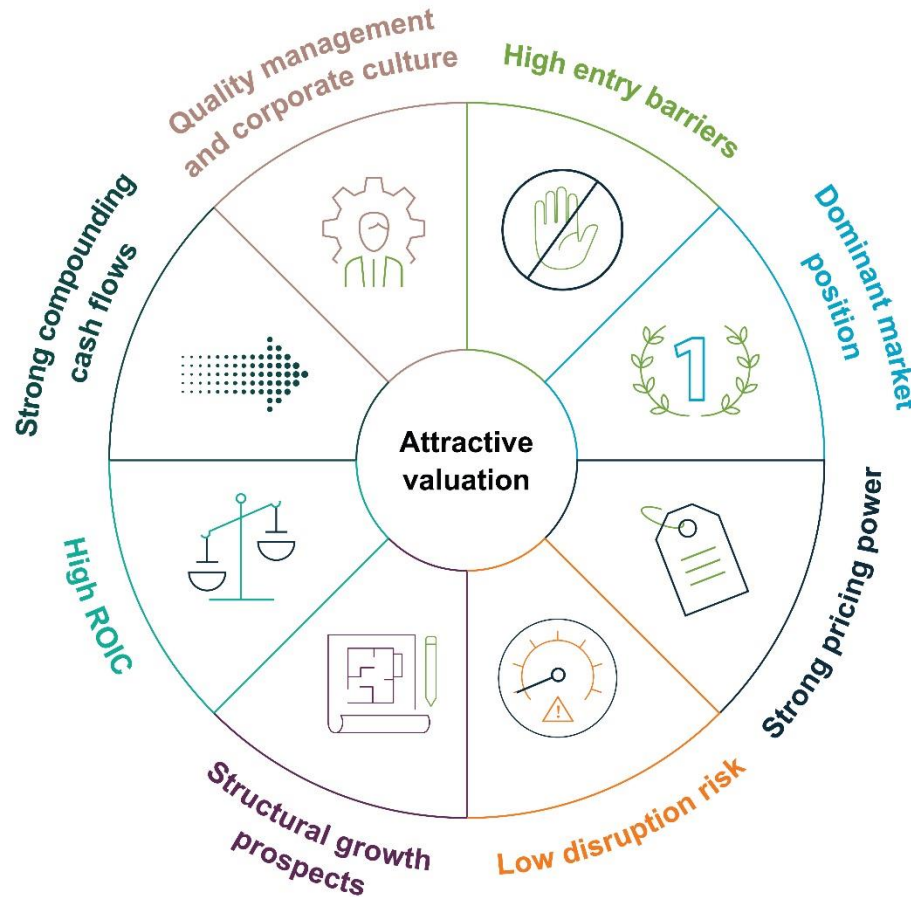 Quality management
and corporate culture
High entry barriers
Dominant market
position
Strong pricing power
Low disruption risk
Structural growth
prospects
High ROIC
Strong compounding
cash flows
Attractive
valuation
1
!